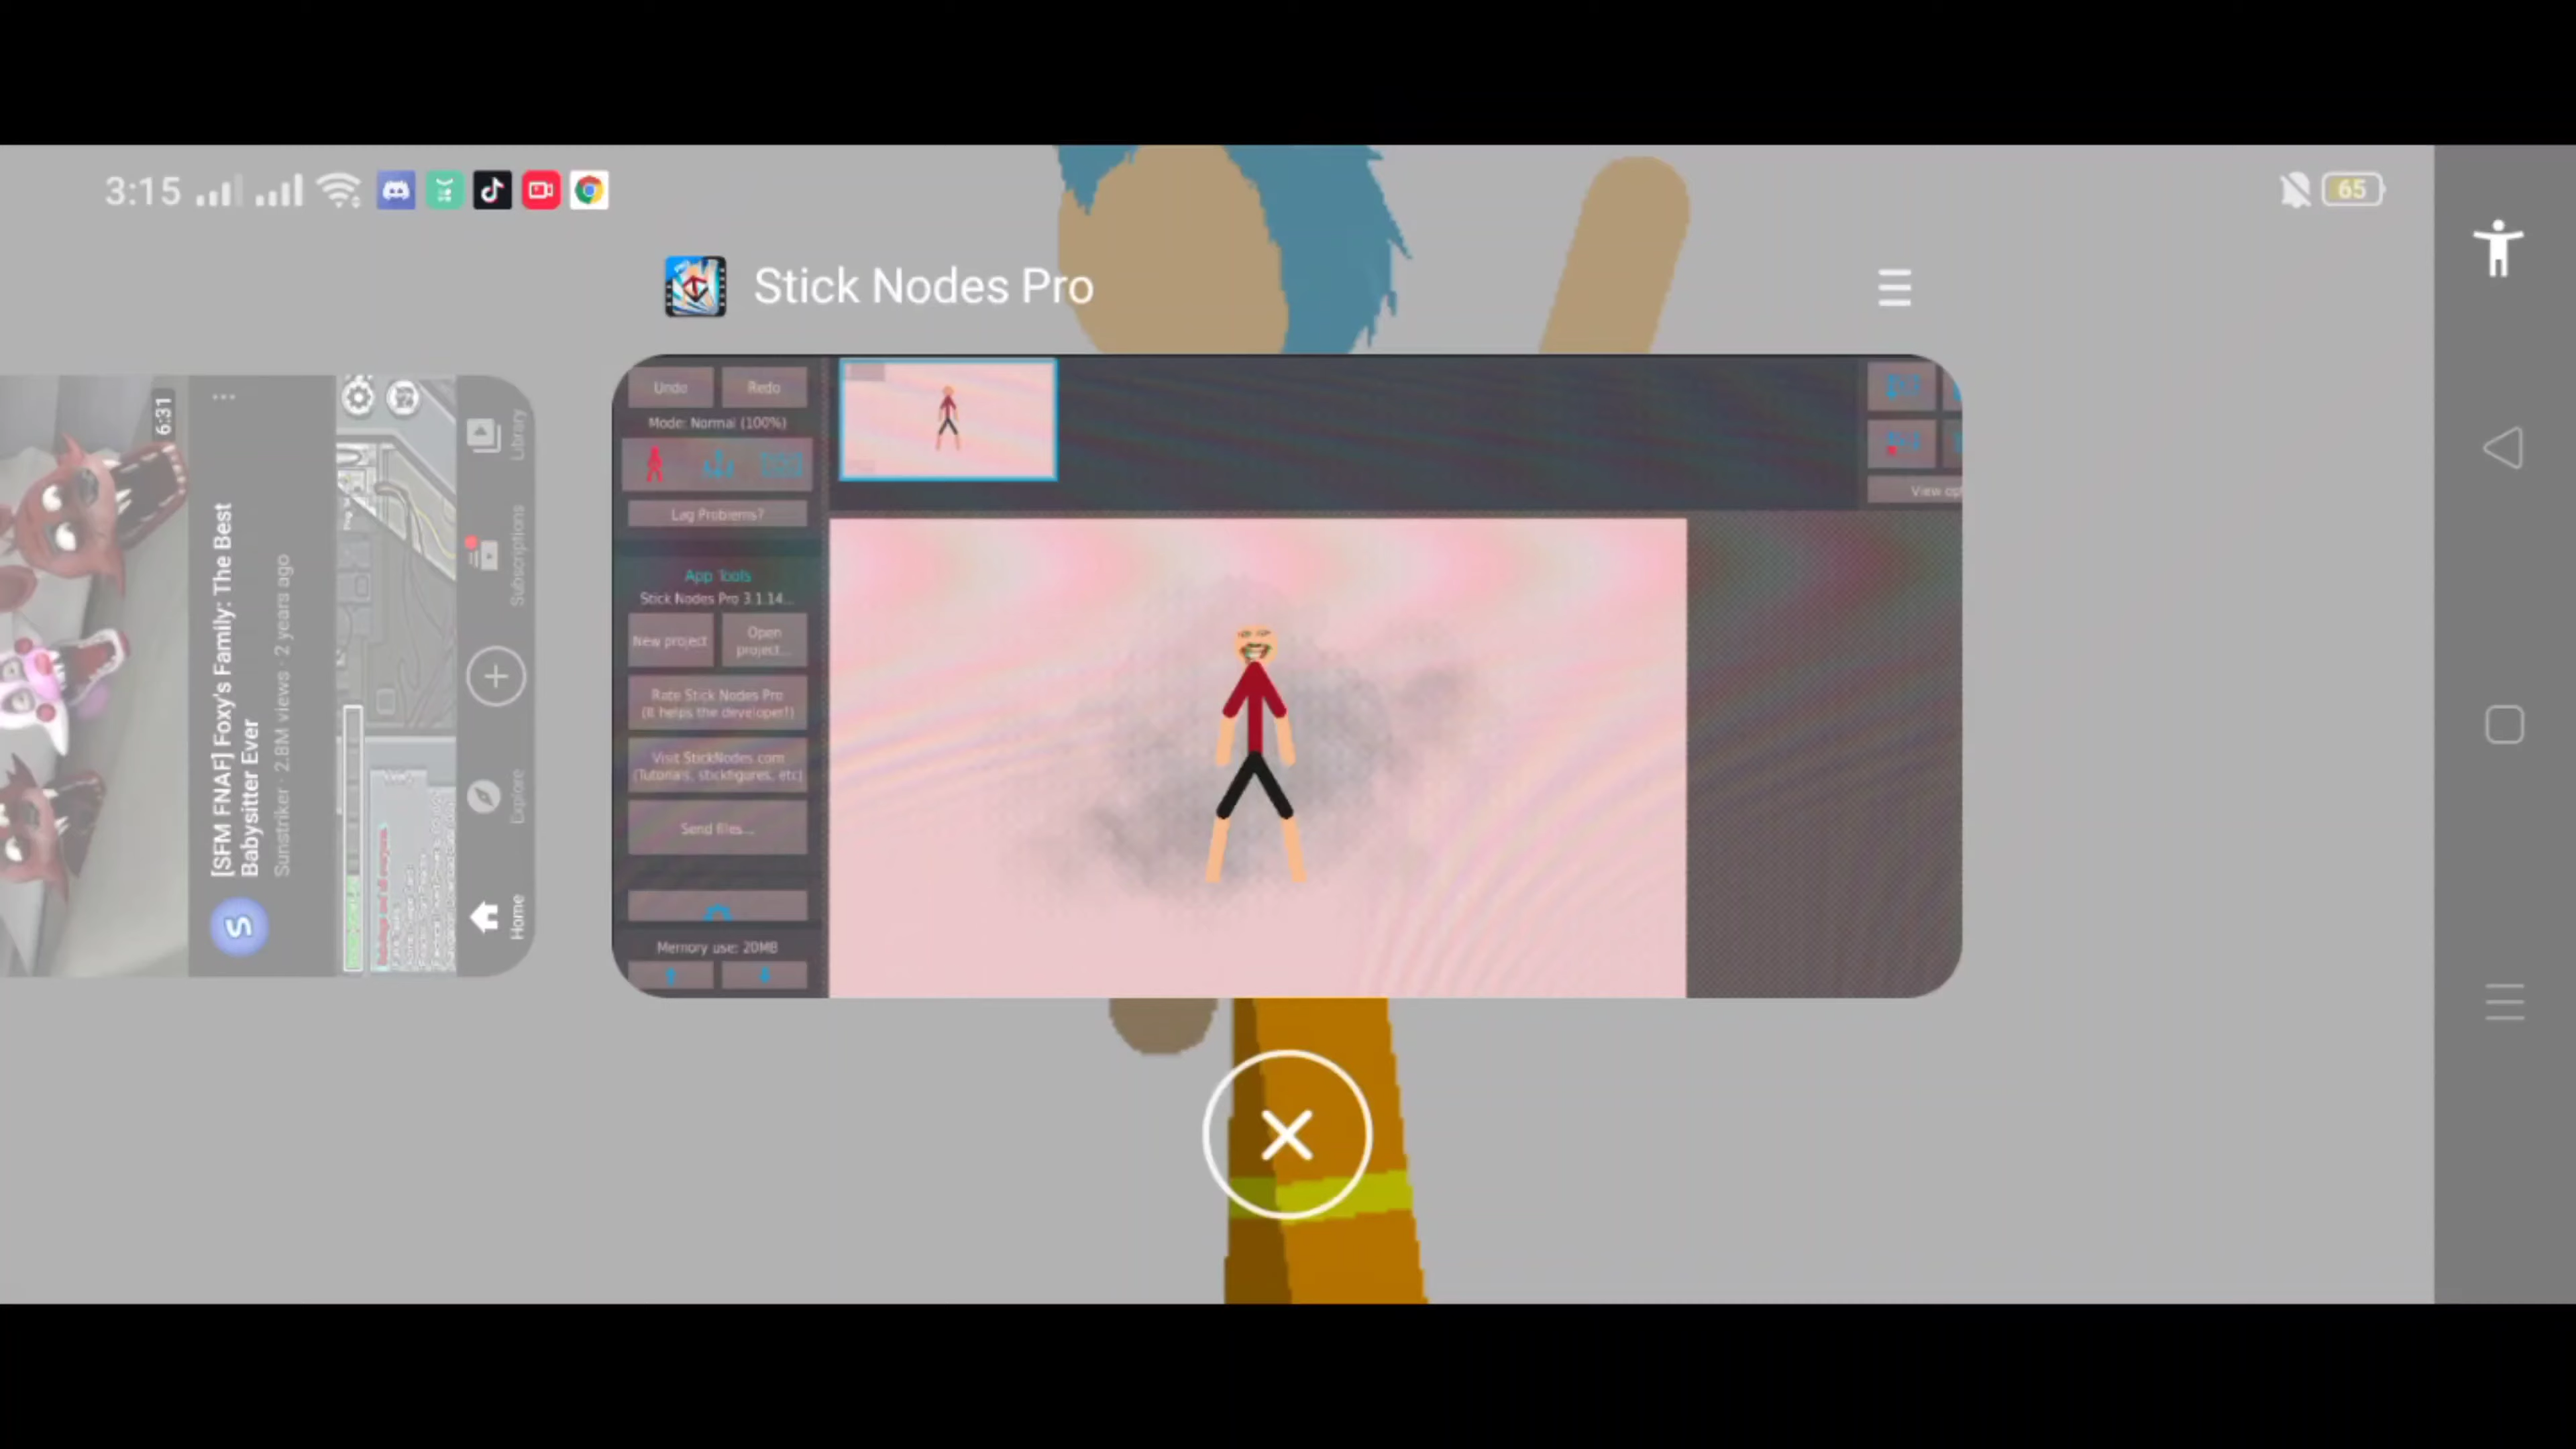 3:15
65
Stick Nodes Pro
Undo
Redo
Mode: Normal (100%)
Lag Problems?
App Tools
Stick Nodes Pro 3.1.14...
New project
Open
project...
Rate Stick Nodes Pro
(It helps the developer!)
Visit StickNodes.com
(Tutorials, stickfigures, etc)
Send files...
Memory use: 20MB
View opt
6:31
[SFM FNAF] Foxy's Family: The Best
Babysitter Ever
Sunstriker · 2.8M views · 2 years ago
S
Home
Explore
Subscriptions
Library